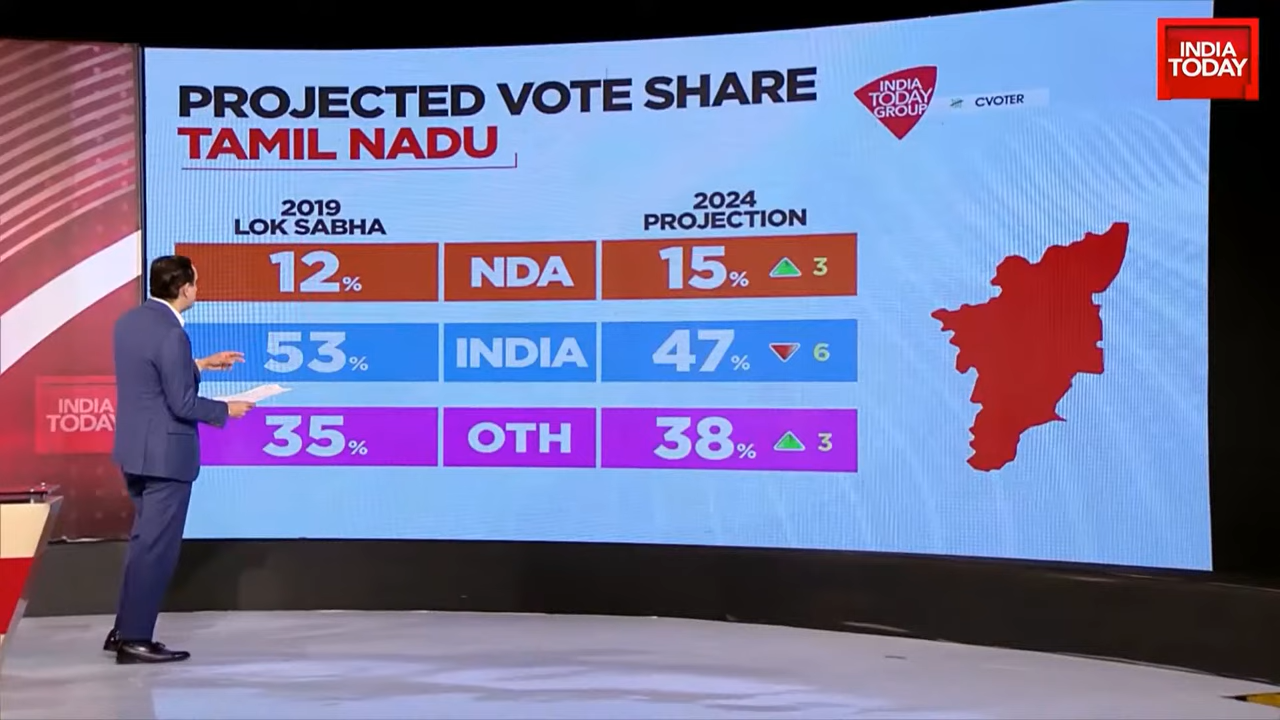 PROJECTED VOTE SHARE
TAMIL NADU
INDIA
TODAY
GROUP
CVOTER
INDIA
TODAY
2019
LOK SABHA
2024
PROJECTION
12%
NDA
15%
3
53%
INDIA
47%
6
35%
OTH
38%
3
INDIA
TODAY